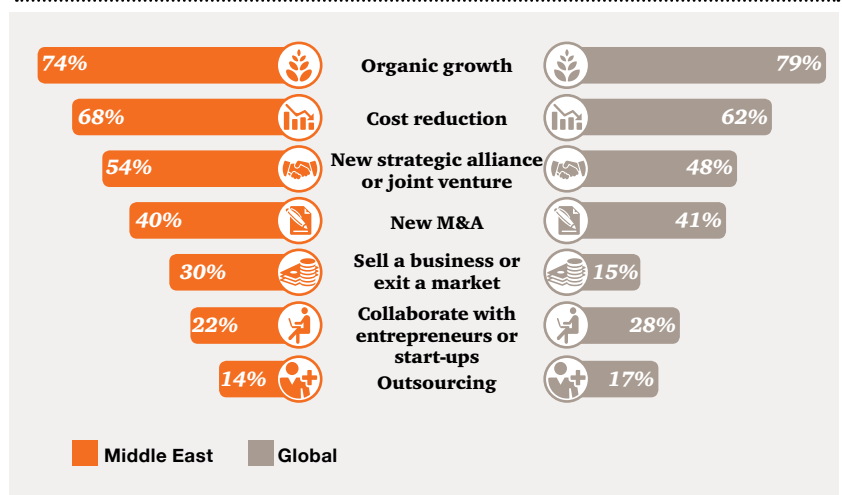 74% Organic growth 79%
68% Cost reduction 62%
54% New strategic alliance 48%
or joint venture
40% New M&A 41%
30% Sell a business or 15%
exit a market
22% Collaborate with 28%
entrepreneurs or
start-ups
14% Outsourcing 17%
Middle East Global